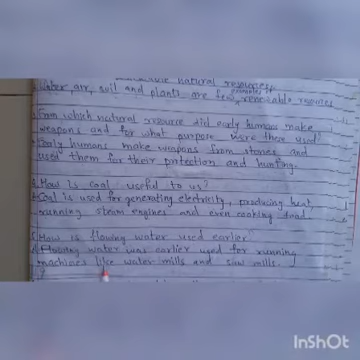 natural resources
Water, air, soil and plants are few examples of renewable resources
From which natural resource did early humans make
weapons and for what purpose were these used?
Early humans make weapons from stones and
used them for their protection and hunting.
How is coal useful to us?
Coal is used for generating electricity, producing heat,
running steam engines and even cooking
How is flowing water used earlier
Flowing water was earlier used for running
machines like water mills and saw mills.
InShOt